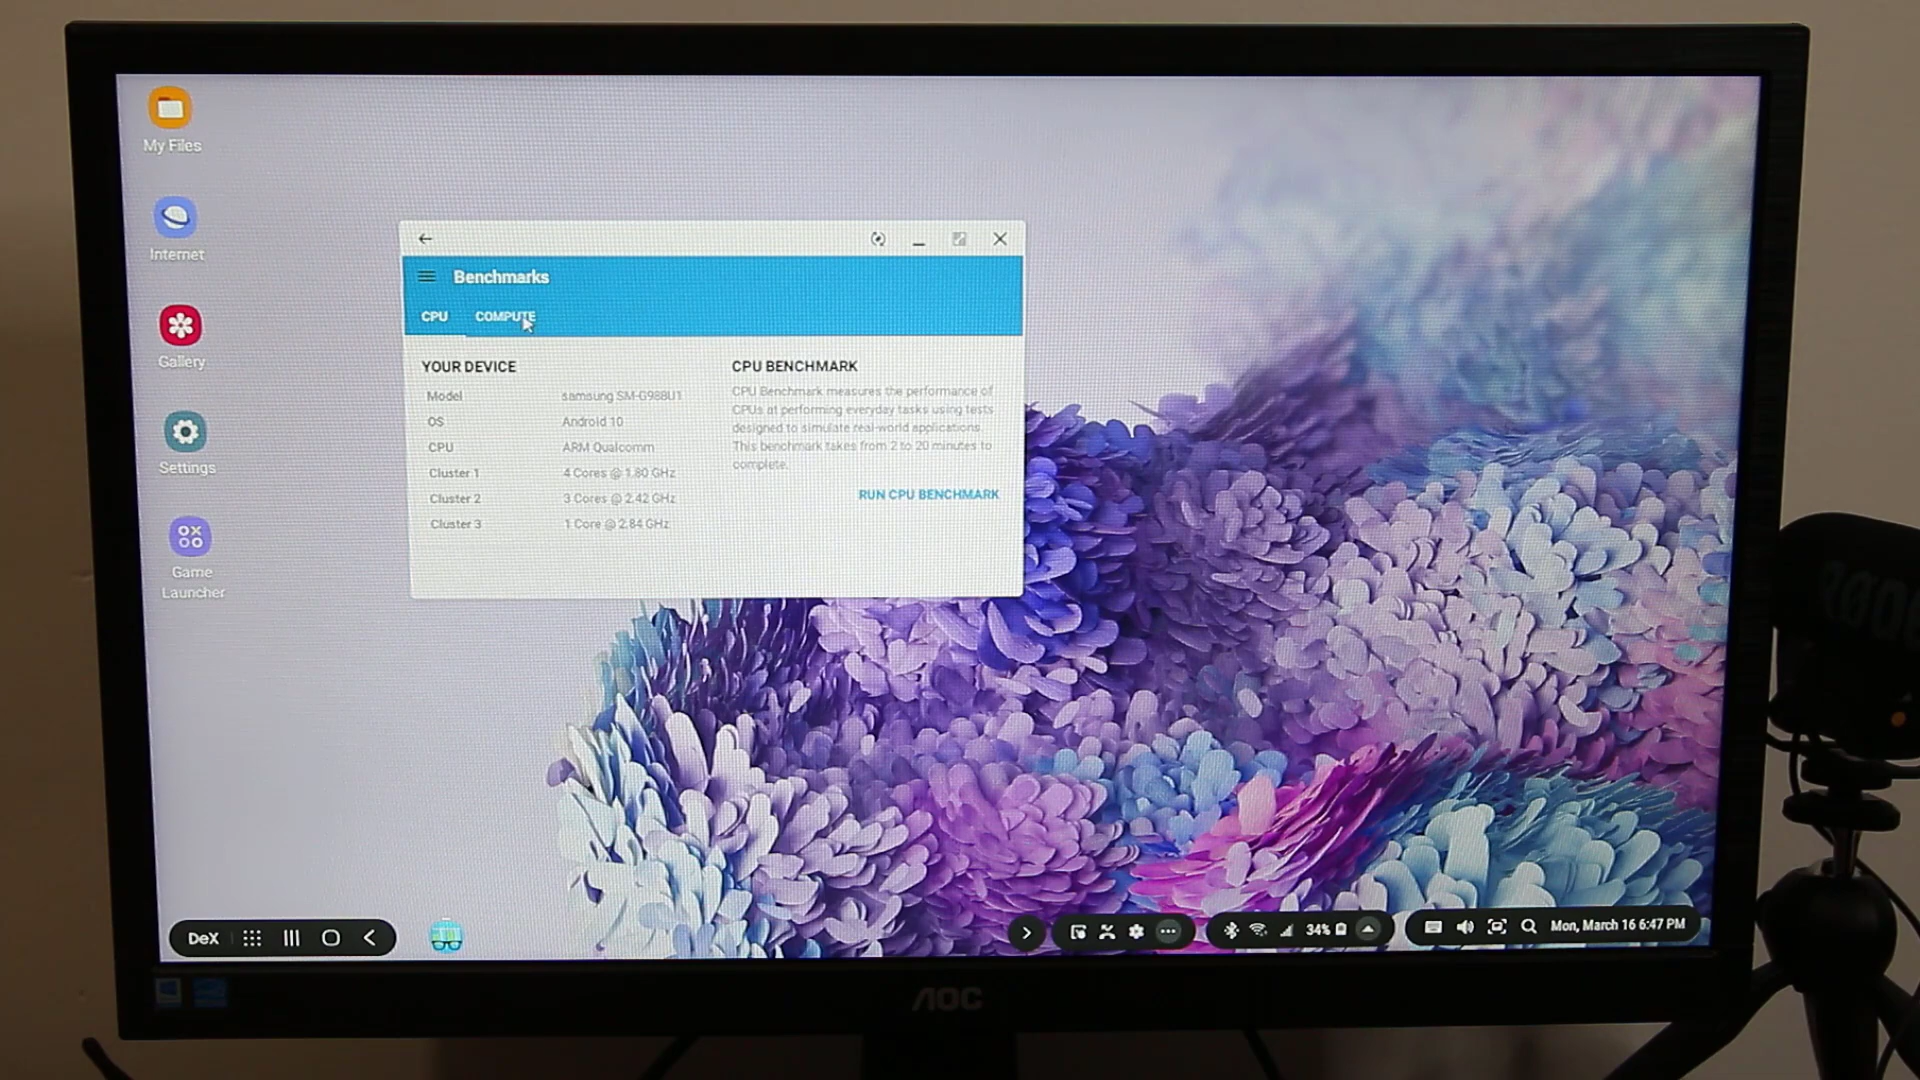 My Files
Internet
Gallery
Settings
Game
Launcher
Benchmarks
CPU COMPUTE
YOUR DEVICE
Model samsung SM-G988U1
OS Android 10
CPU ARM Qualcomm
Cluster 1 4 Cores @ 1.80 GHz
Cluster 2 3 Cores @ 2.42 GHz
Cluster 3 1 Core @ 2.84 GHz
CPU BENCHMARK
CPU Benchmark measures the performance of
CPUs at performing everyday tasks using tests
designed to simulate real-world applications.
This benchmark takes from 2 to 20 minutes to
complete.
RUN CPU BENCHMARK
DeX
34%
Mon, March 16 6:47 PM
AOC